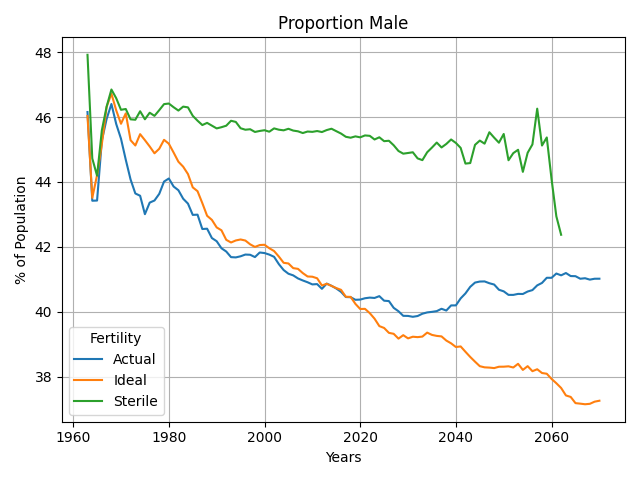 Proportion Male
% of Population
48
46
44
42
40
38
Fertility
Actual
Ideal
Sterile
1960 1980 2000 2020 2040 2060
Years